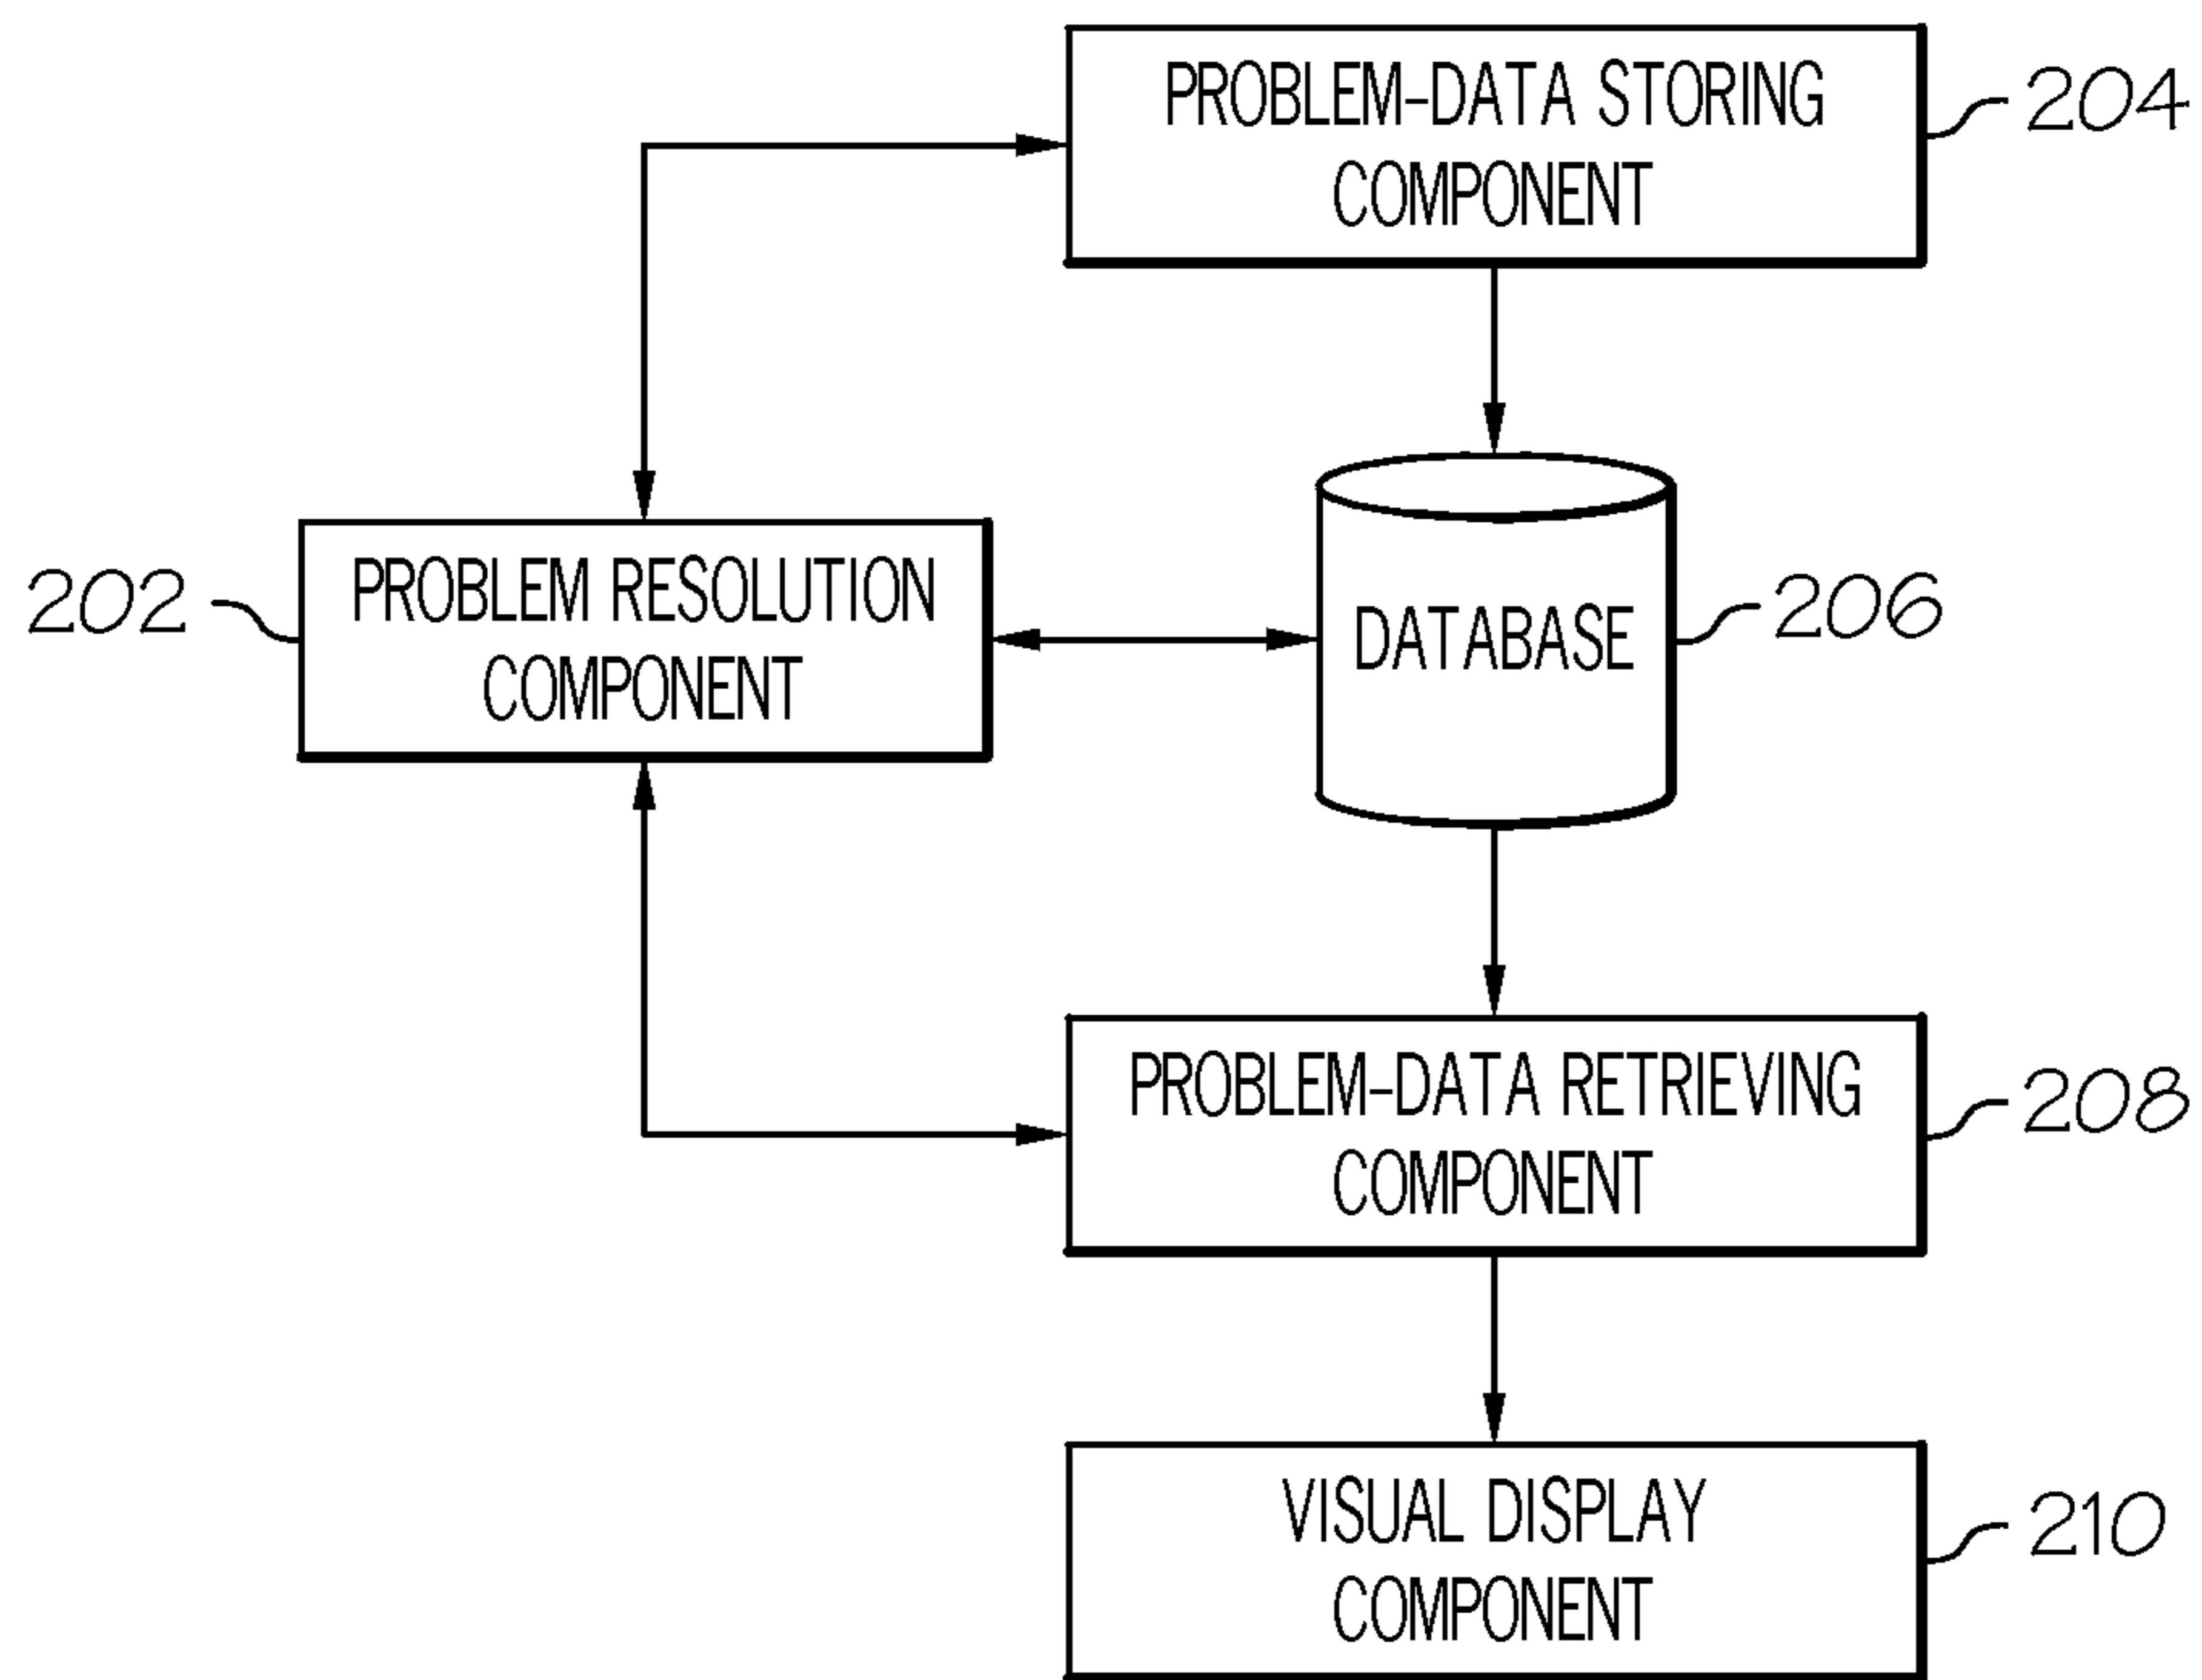 PROBLEM-DATA STORING
COMPONENT
204
202
PROBLEM RESOLUTION
COMPONENT
DATABASE
206
PROBLEM-DATA RETRIEVING
COMPONENT
208
VISUAL DISPLAY
COMPONENT
210